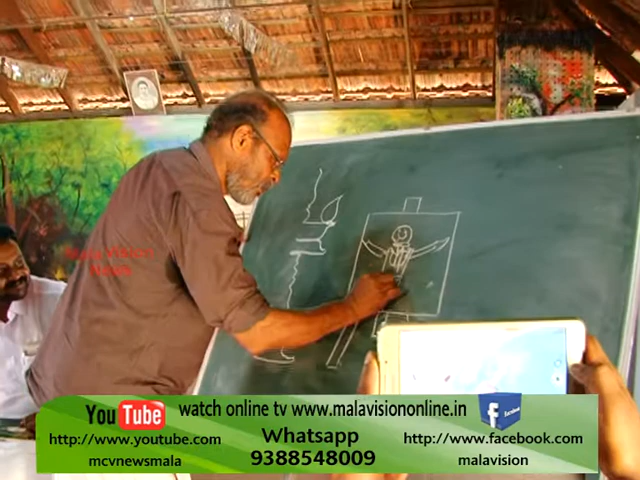 YouTube watch online tv www.malavisiononline.in facebook
http://www.youtube.com Whatsapp http://www.facebook.com
mcvnewsmala 9388548009 malavision